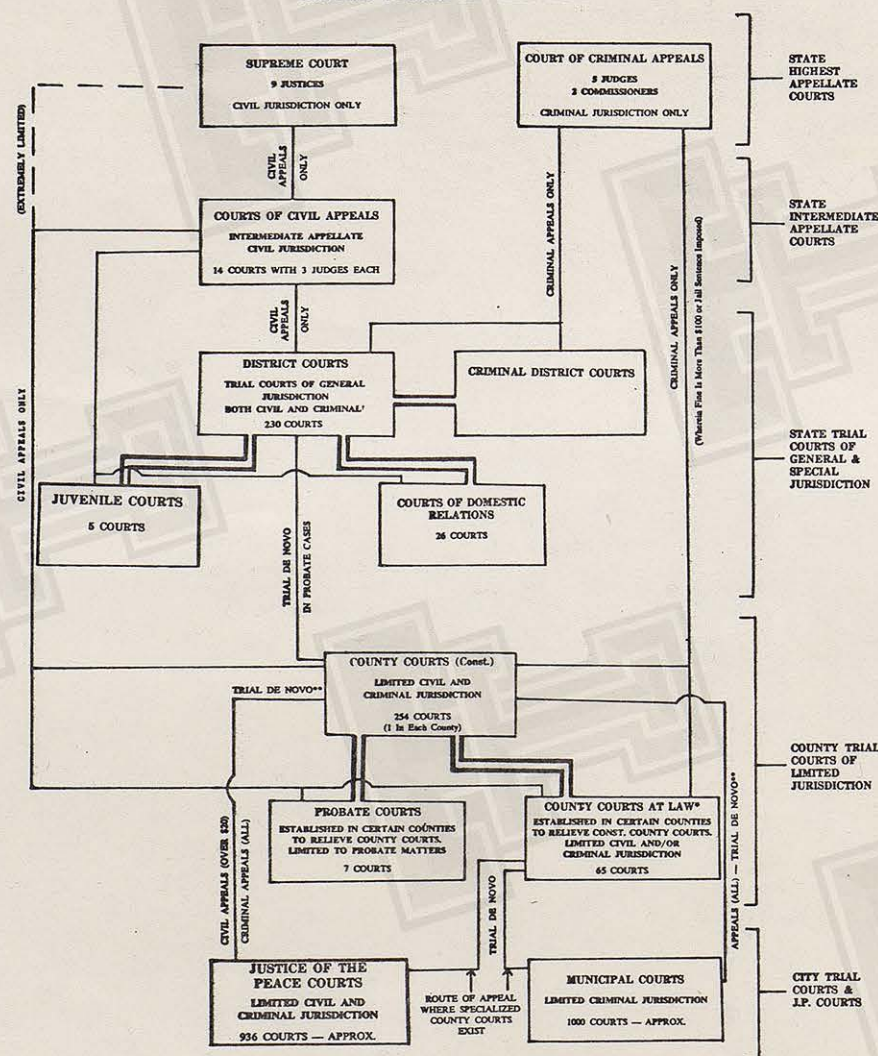 SUPREME COURT
9 JUSTICES
CIVIL JURISDICTION ONLY
COURT OF CRIMINAL APPEALS
5 JUDGES
2 COMMISSIONERS
CRIMINAL JURISDICTION ONLY
STATE
HIGHEST
APPELLATE
COURTS
(EXTREMELY LIMITED)
CIVIL
APPEALS
ONLY
COURTS OF CIVIL APPEALS
INTERMEDIATE APPELLATE
CIVIL JURISDICTION
14 COURTS WITH 3 JUDGES EACH
CRIMINAL APPEALS ONLY
CRIMINAL APPEALS ONLY
(Wherein Fine Is More Than $100 or Jail Sentence Imposed)
STATE
INTERMEDIATE
APPELLATE
COURTS
CIVIL
APPEALS
ONLY
DISTRICT COURTS
TRIAL COURTS OF GENERAL
JURISDICTION
BOTH CIVIL AND CRIMINAL'
230 COURTS
CRIMINAL DISTRICT COURTS
CIVIL APPEALS ONLY
JUVENILE COURTS
5 COURTS
COURTS OF DOMESTIC
RELATIONS
26 COURTS
STATE TRIAL
COURTS OF
GENERAL &
SPECIAL
JURISDICTION
TRIAL DE NOVO
IN PROBATE CASES
COUNTY COURTS (Const.)
LIMITED CIVIL AND
CRIMINAL JURISDICTION
254 COURTS
(1 In Each County)
TRIAL DE NOVO**
COUNTY TRIAL
COURTS OF
LIMITED
JURISDICTION
PROBATE COURTS
ESTABLISHED IN CERTAIN COUNTIES
TO RELIEVE COUNTY COURTS.
LIMITED TO PROBATE MATTERS
7 COURTS
COUNTY COURTS AT LAW*
ESTABLISHED IN CERTAIN COUNTIES
TO RELIEVE CONST. COUNTY COURTS.
LIMITED CIVIL AND/OR
CRIMINAL JURISDICTION
65 COURTS
CIVIL APPEALS (OVER $20)
CRIMINAL APPEALS (ALL)
TRIAL DE NOVO
APPEALS (ALL) — TRIAL DE NOVO**
JUSTICE OF THE
PEACE COURTS
LIMITED CIVIL AND
CRIMINAL JURISDICTION
936 COURTS — APPROX.
ROUTE OF APPEAL
WHERE SPECIALIZED
COUNTY COURTS
EXIST
MUNICIPAL COURTS
LIMITED CRIMINAL JURISDICTION
1000 COURTS — APPROX.
CITY TRIAL
COURTS &
J.P. COURTS